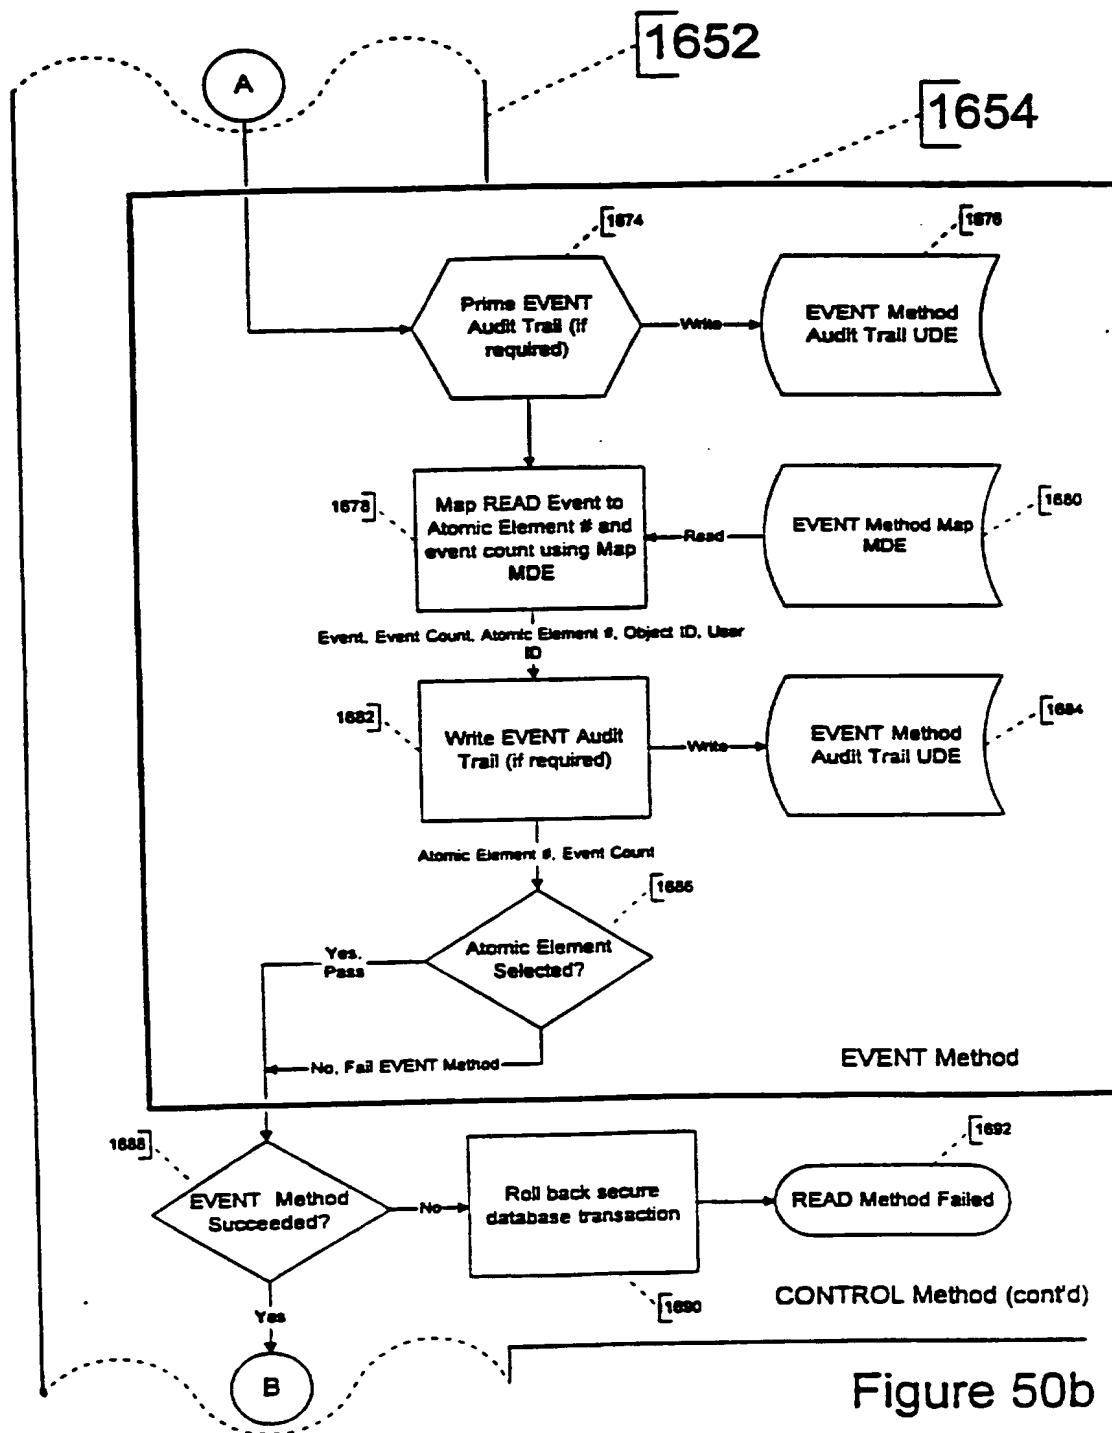 1652
A
1654
1674
1676
Prime EVENT
Audit Trail (if
required)
Write
EVENT Method
Audit Trail UDE
1678
Map READ Event to
Atomic Element # and
event count using Map
MDE
Read
EVENT Method Map
MDE
1680
Event, Event Count, Atomic Element #, Object ID, User
ID
1682
Write EVENT Audit
Trail (if required)
Write
EVENT Method
Audit Trail UDE
1684
Atomic Element #, Event Count
1686
Atomic Element
Selected?
Yes,
Pass
No, Fail EVENT Method
EVENT Method
1688
EVENT Method
Succeeded?
No
Roll back secure
database transaction
1692
READ Method Failed
1690
CONTROL Method (cont'd)
Yes
B
Figure 50b